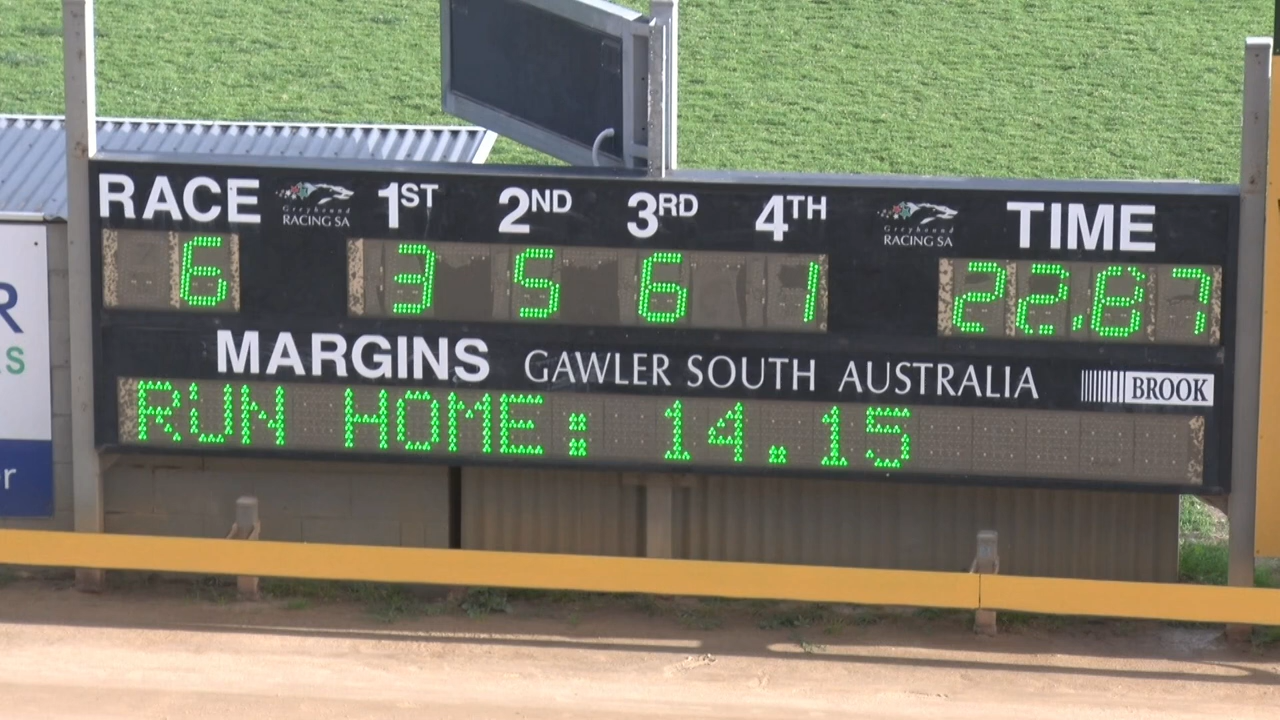 RACE 1ST 2ND 3RD 4TH TIME
Greyhound RACING SA Greyhound RACING SA
6 3 5 6 1 22.87
MARGINS GAWLER SOUTH AUSTRALIA BROOK
RUN HOME: 14.15
R
S
or